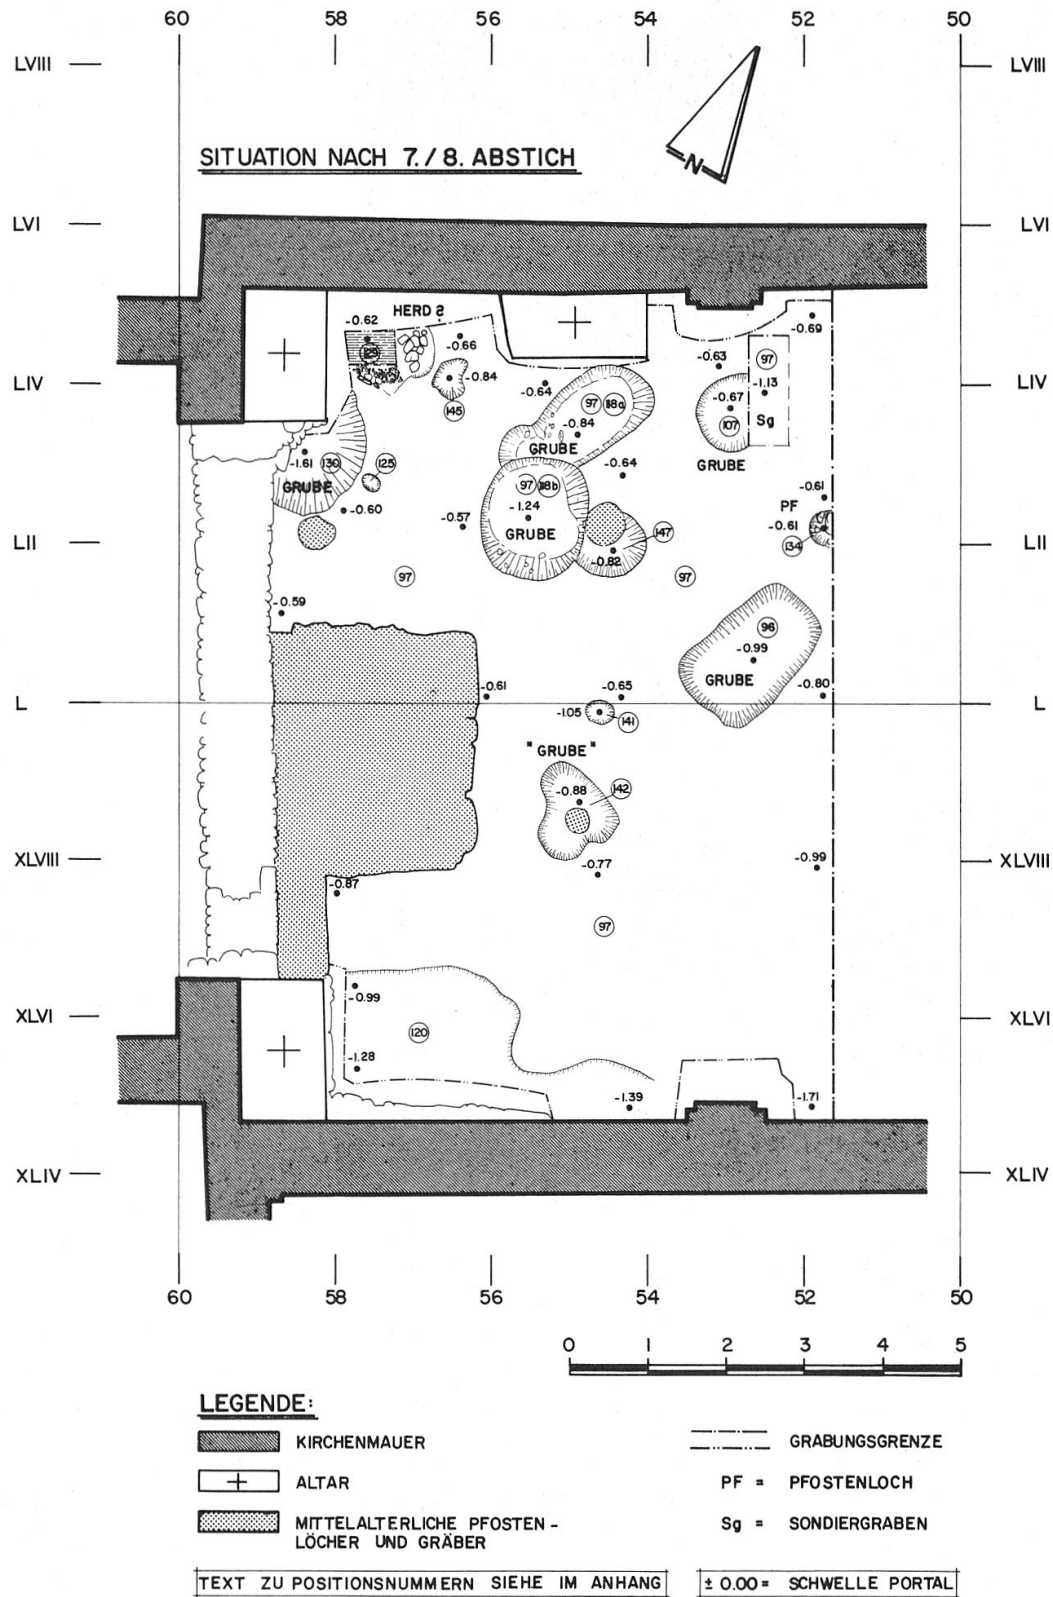 60 58 56 54 52 50
LVIII LVIII
SITUATION NACH 7./8. ABSTICH
N
LVI LVI
HERD 2
-0.62
-0.66
-0.69
129
-0.63
97
LIV LIV
-0.84
-0.64
-1.13
145
97 118a
-0.67
107
Sg
-0.84
GRUBE
-1.61 130 125
GRUBE
-0.64
GRUBE
97 118b
-0.61
-0.60
-1.24
PF
-0.57
GRUBE
-0.61
147
134
LII LII
-0.82
97
97
-0.59
96
-0.99
GRUBE
-0.61
-0.65
-0.80
L L
-1.05
141
"GRUBE"
-0.88
142
XLVIII XLVIII
-0.77
-0.99
-0.87
97
-0.99
XLVI XLVI
120
-1.28
-1.39
-1.71
XLIV XLIV
60 58 56 54 52 50
0 1 2 3 4 5
LEGENDE:
KIRCHENMAUER
GRABUNGSGRENZE
ALTAR
PF = PFOSTENLOCH
MITTELALTERLICHE PFOSTEN-
LÖCHER UND GRÄBER
Sg = SONDIERGRABEN
TEXT ZU POSITIONSNUMMERN SIEHE IM ANHANG
± 0.00 = SCHWELLE PORTAL